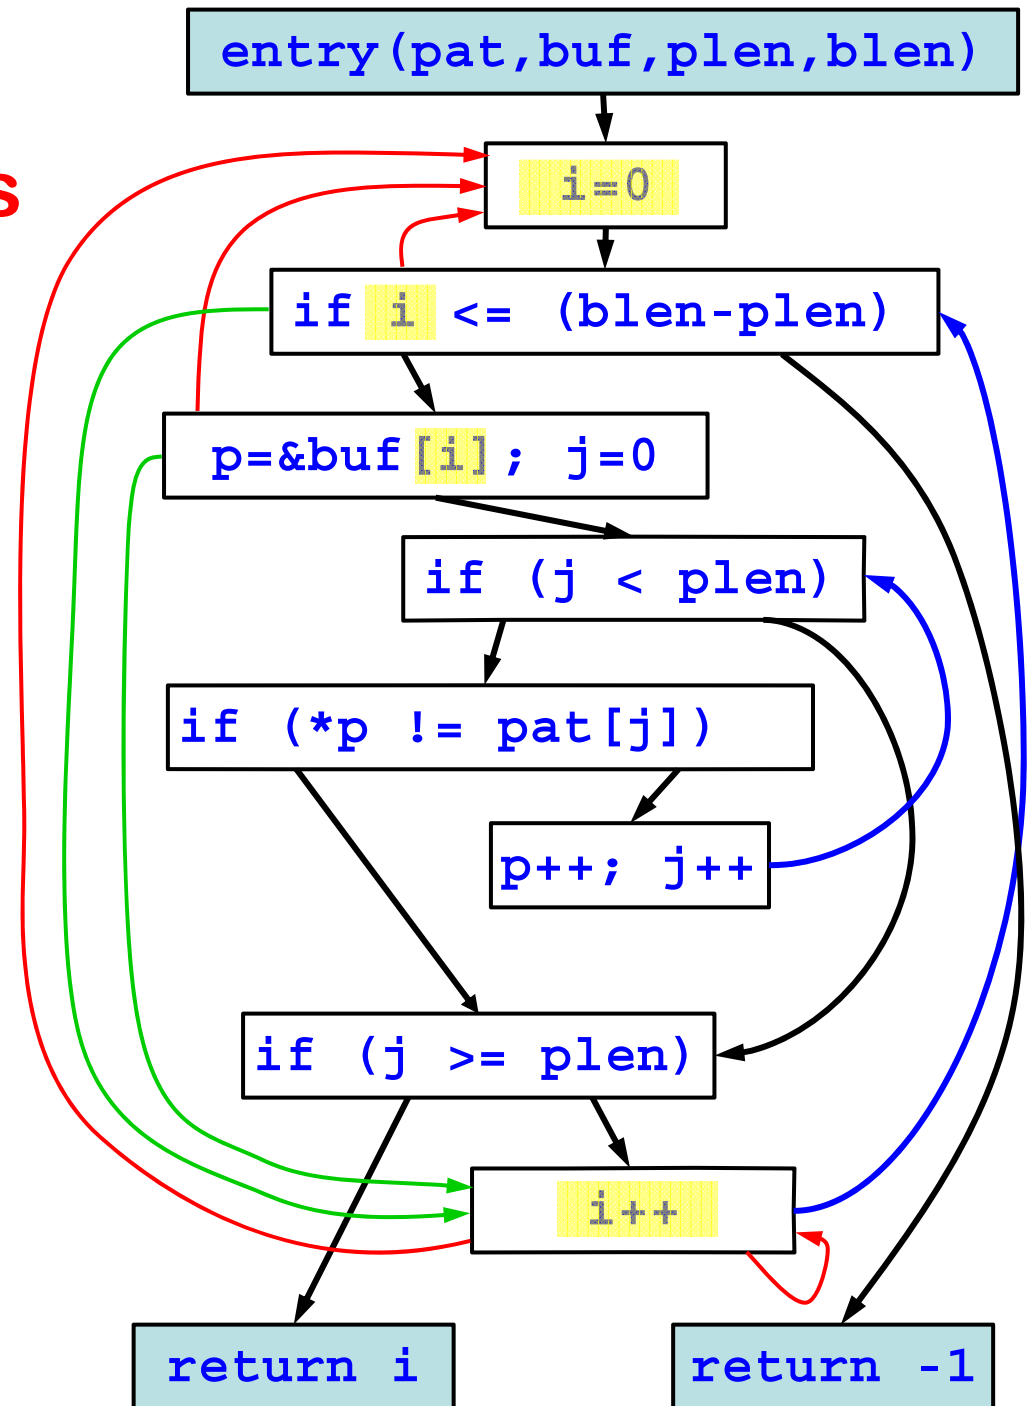 entry(pat,buf,plen,blen)
s
i=0
if i <= (blen-plen)
p=&buf[i]; j=0
if (j < plen)
if (*p != pat[j])
p++; j++
if (j >= plen)
i++
return i
return -1